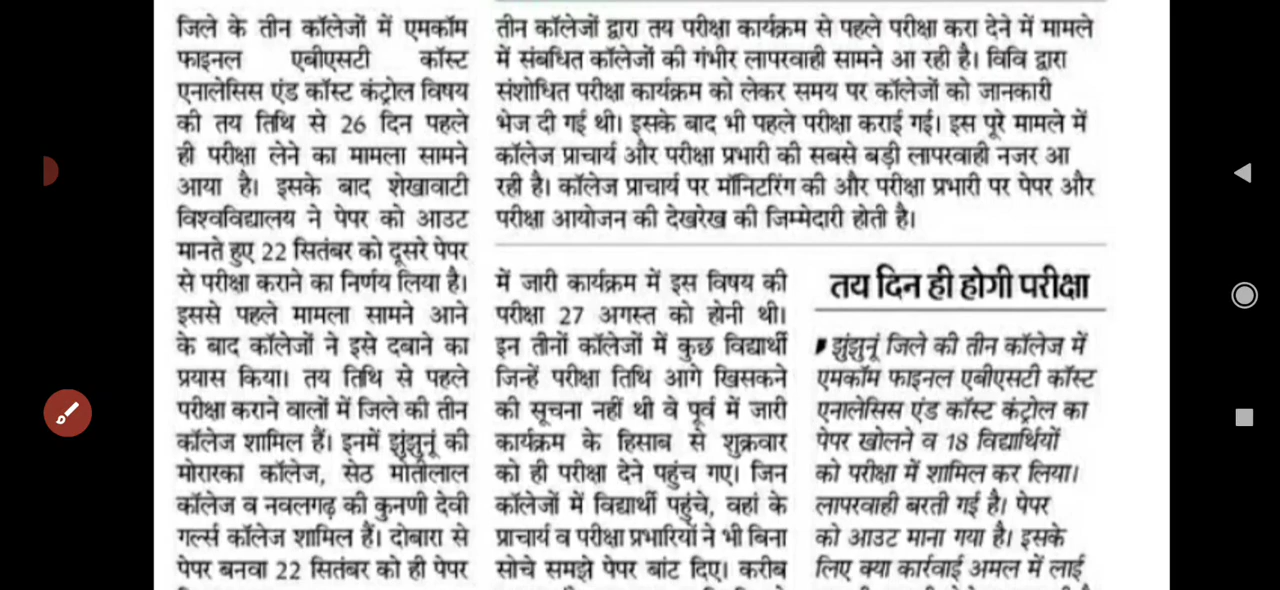 जिले के तीन कॉलेजों में एमकॉम
फाइनल एबीएसटी कॉस्ट
एनालेसिस एंड कॉस्ट कंट्रोल विषय
की तय तिथि से 26 दिन पहले
ही परीक्षा लेने का मामला सामने
आया है। इसके बाद शेखावाटी
विश्वविद्यालय ने पेपर को आउट
मानते हुए 22 सितंबर को दूसरे पेपर
से परीक्षा कराने का निर्णय लिया है।
इससे पहले मामला सामने आने
के बाद कॉलेजों ने इसे दबाने का
प्रयास किया। तय तिथि से पहले
परीक्षा कराने वालों में जिले की तीन
कॉलेज शामिल हैं। इनमें झुंझुनूं की
मोरारका कॉलेज, सेठ मोतीलाल
कॉलेज व नवलगढ़ की कुनणी देवी
गर्ल्स कॉलेज शामिल हैं। दोबारा से
पेपर बनवा 22 सितंबर को ही पेपर
तीन कॉलेजों द्वारा तय परीक्षा कार्यक्रम से पहले परीक्षा करा देने में मामले
में संबधित कॉलेजों की गंभीर लापरवाही सामने आ रही है। विवि द्वारा
संशोधित परीक्षा कार्यक्रम को लेकर समय पर कॉलेजों को जानकारी
भेज दी गई थी। इसके बाद भी पहले परीक्षा कराई गई। इस पूरे मामले में
कॉलेज प्राचार्य और परीक्षा प्रभारी की सबसे बड़ी लापरवाही नजर आ
रही है। कॉलेज प्राचार्य पर मॉनिटरिंग की और परीक्षा प्रभारी पर पेपर और
परीक्षा आयोजन की देखरेख की जिम्मेदारी होती है।
में जारी कार्यक्रम में इस विषय की
परीक्षा 27 अगस्त को होनी थी।
इन तीनों कॉलेजों में कुछ विद्यार्थी
जिन्हें परीक्षा तिथि आगे खिसकने
की सूचना नहीं थी वे पूर्व में जारी
कार्यक्रम के हिसाब से शुक्रवार
को ही परीक्षा देने पहुंच गए। जिन
कॉलेजों में विद्यार्थी पहुंचे, वहां के
प्राचार्य व परीक्षा प्रभारियों ने भी बिना
सोचे समझे पेपर बांट दिए। करीब
तय दिन ही होगी परीक्षा
झुंझुनूं जिले की तीन कॉलेज में
एमकॉम फाइनल एबीएसटी कॉस्ट
एनालेसिस एंड कॉस्ट कंट्रोल का
पेपर खोलने व 18 विद्यार्थियों
को परीक्षा में शामिल कर लिया।
लापरवाही बरती गई है। पेपर
को आउट माना गया है। इसके
लिए क्या कार्रवाई अमल में लाई